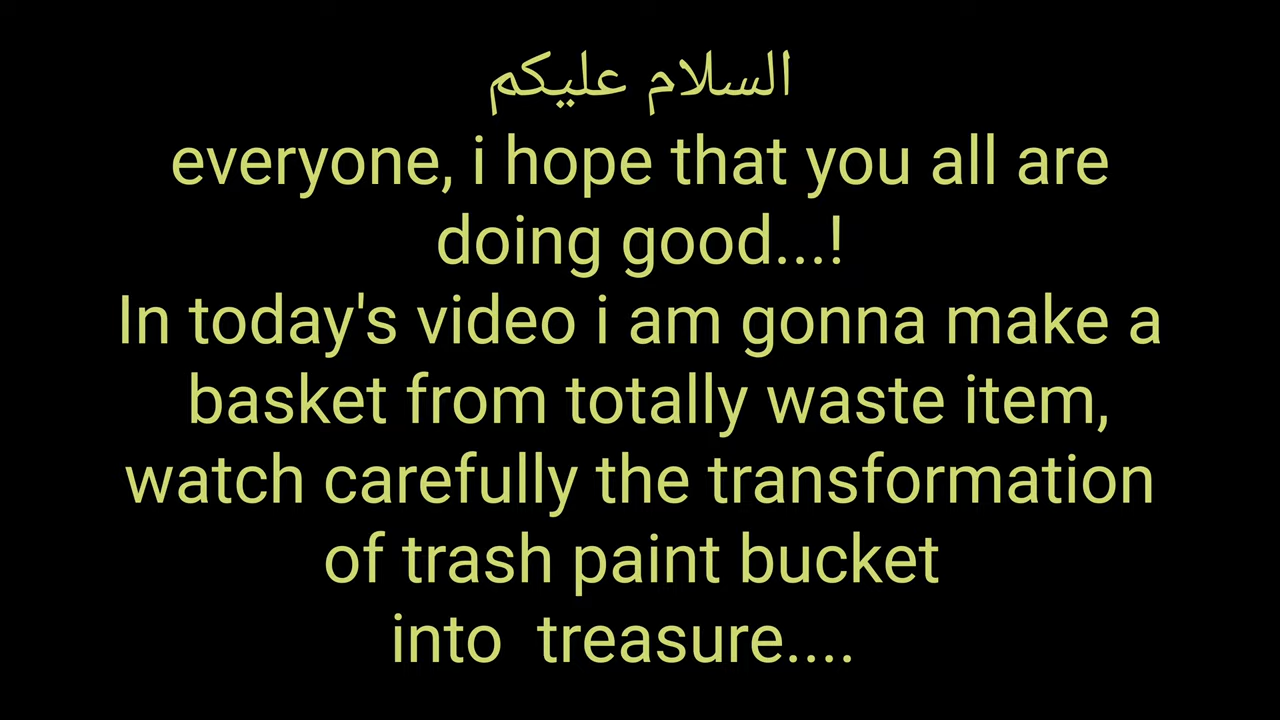 السلام عليكم
everyone, i hope that you all are
doing good...!
In today's video i am gonna make a
basket from totally waste item,
watch carefully the transformation
of trash paint bucket
into  treasure....